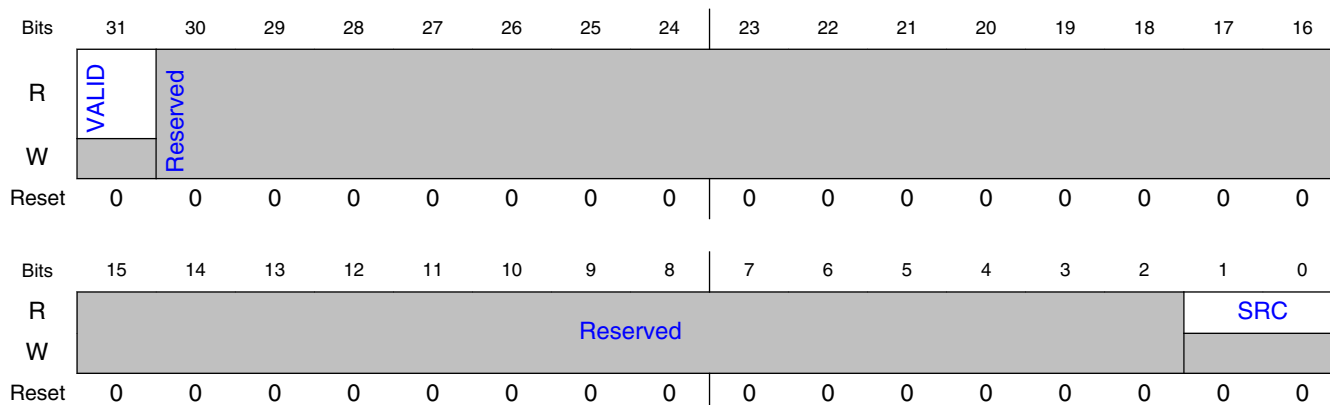 Bits 31 30 29 28 27 26 25 24 23 22 21 20 19 18 17 16
R VALID Reserved
W
Reset 0 0 0 0 0 0 0 0 0 0 0 0 0 0 0 0
Bits 15 14 13 12 11 10 9 8 7 6 5 4 3 2 1 0
R SRC
Reserved
W
Reset 0 0 0 0 0 0 0 0 0 0 0 0 0 0 0 0